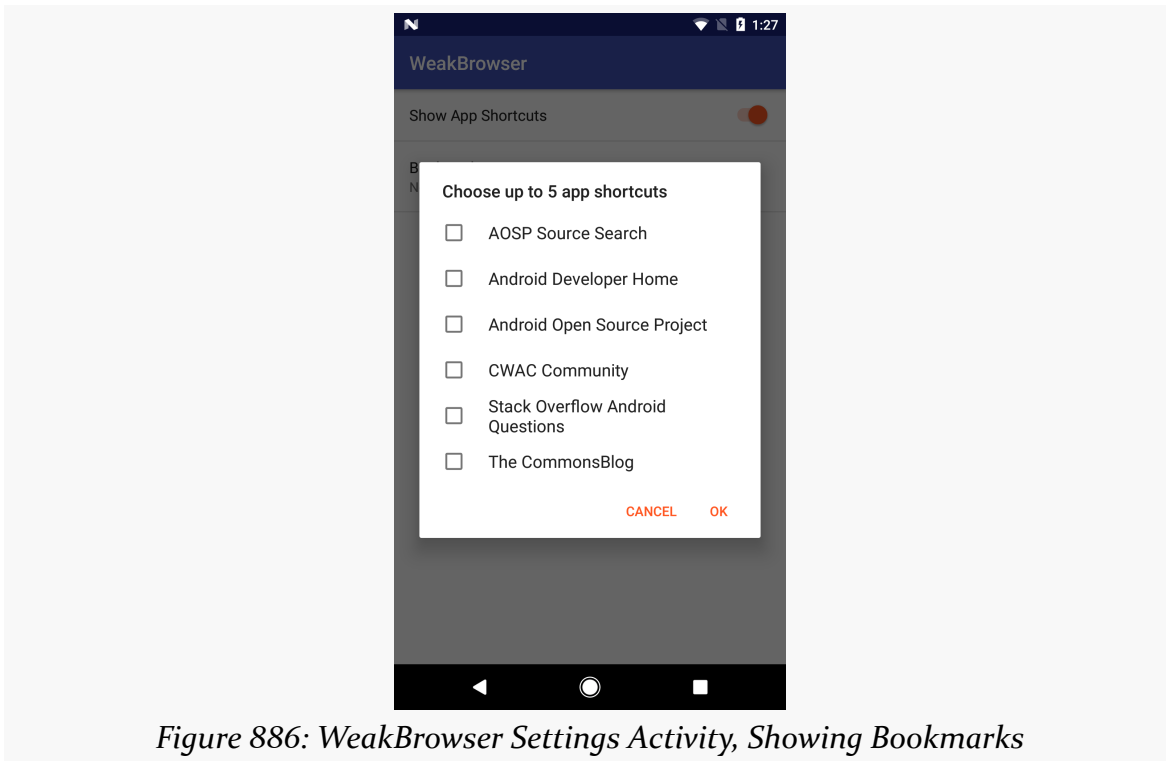 1:27
WeakBrowser
Show App Shortcuts
Choose up to 5 app shortcuts
AOSP Source Search
Android Developer Home
Android Open Source Project
CWAC Community
Stack Overflow Android
Questions
The CommonsBlog
CANCEL OK
Figure 886: WeakBrowser Settings Activity, Showing Bookmarks